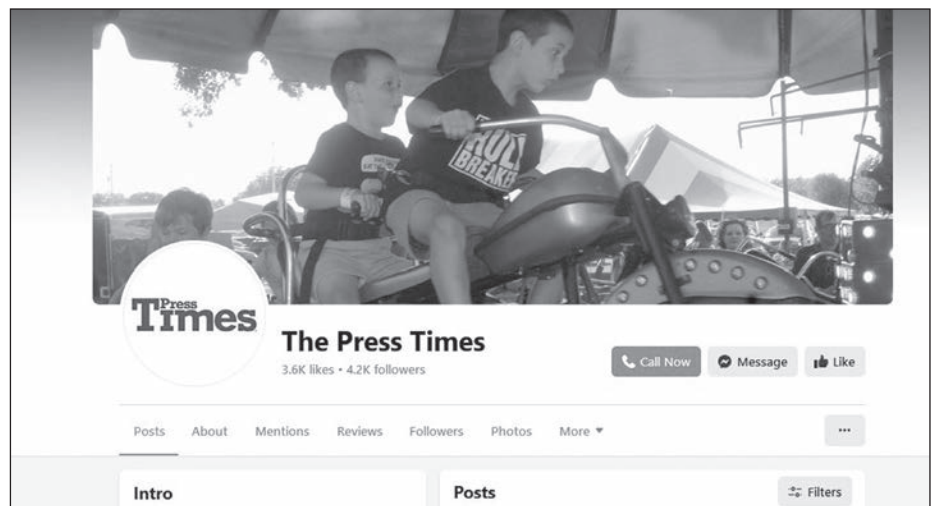 HOLY
BREAKER
Press
Times
The Press Times
3.6K likes • 4.2K followers
Call Now
Message
Like
Posts
About
Mentions
Reviews
Followers
Photos
More
Intro
Posts
Filters